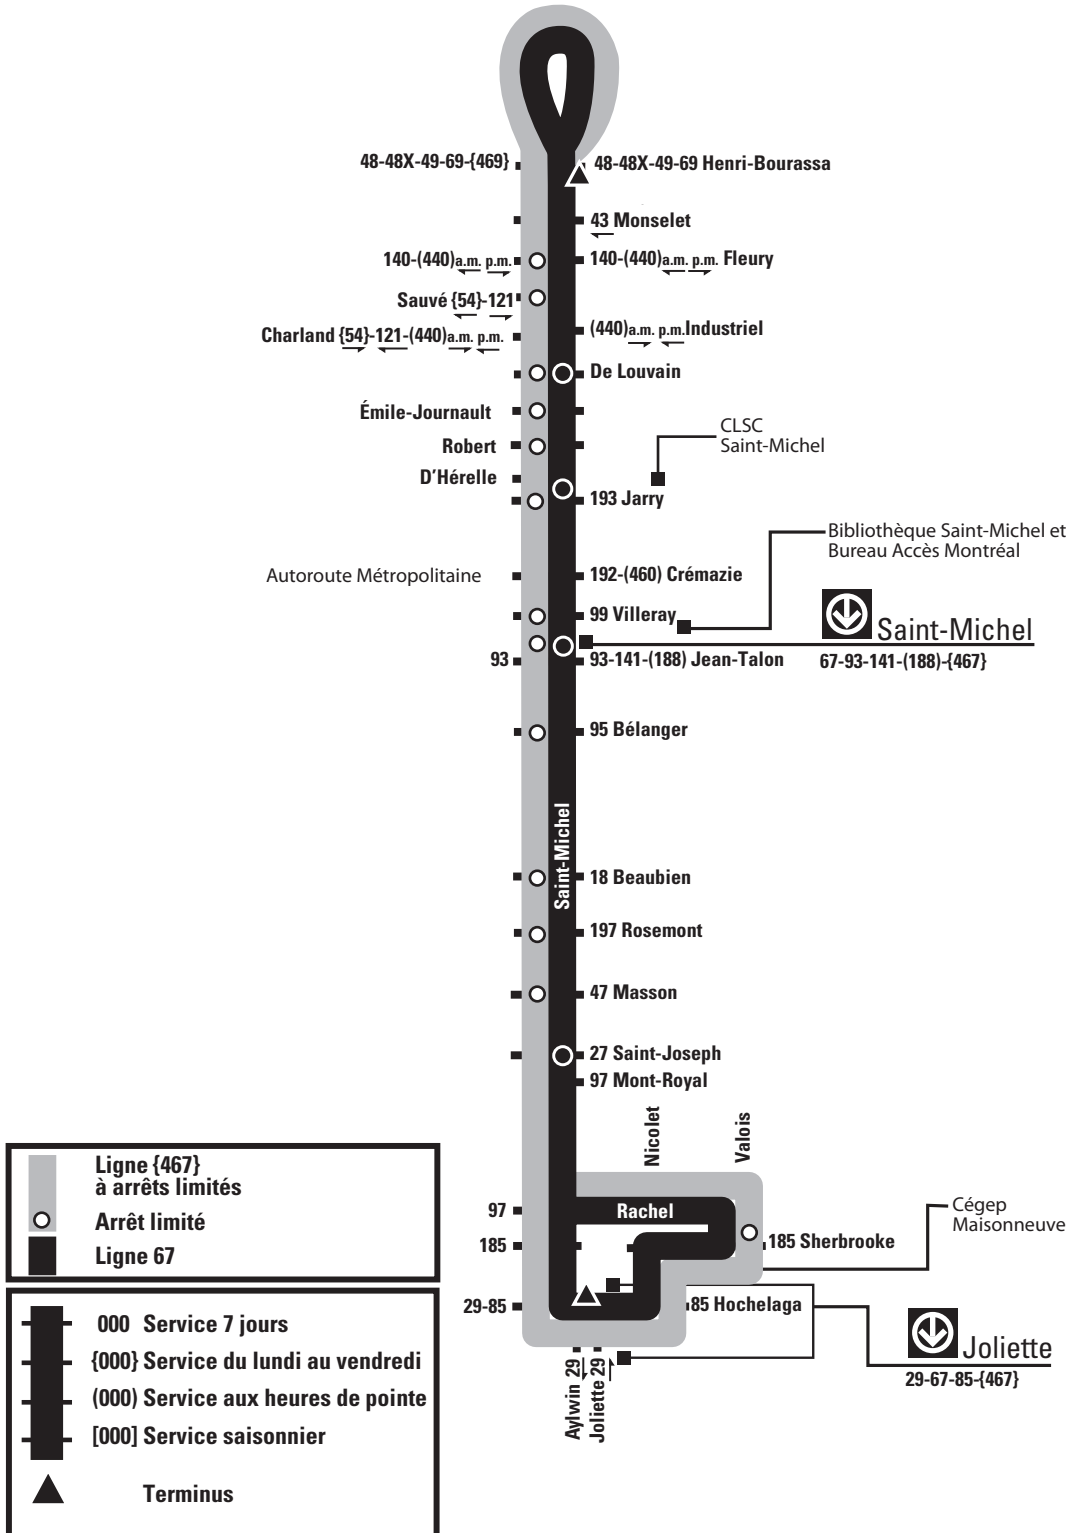 48-48X-49-69-{469}
48-48X-49-69 Henri-Bourassa
43 Monselet
140-(440)a.m. p.m.
140-(440)a.m. p.m. Fleury
Sauvé {54}-121
Charland {54}-121-(440)a.m. p.m.
(440)a.m. p.m.Industriel
De Louvain
Émile-Journault
CLSC
Saint-Michel
Robert
D'Hérelle
193 Jarry
Bibliothèque Saint-Michel et
Bureau Accès Montréal
Autoroute Métropolitaine
192-(460) Crémazie
99 Villeray
Saint-Michel
93
93-141-(188) Jean-Talon
67-93-141-(188)-{467}
95 Bélanger
Saint-Michel
18 Beaubien
197 Rosemont
47 Masson
27 Saint-Joseph
97 Mont-Royal
Nicolet
Valois
Ligne {467}
à arrêts limités
Arrêt limité
Ligne 67
97
Rachel
Cégep
Maisonneuve
185
185 Sherbrooke
29-85
85 Hochelaga
Joliette
29-67-85-{467}
Aylwin 29
Joliette 29
000 Service 7 jours
{000} Service du lundi au vendredi
(000) Service aux heures de pointe
[000] Service saisonnier
Terminus